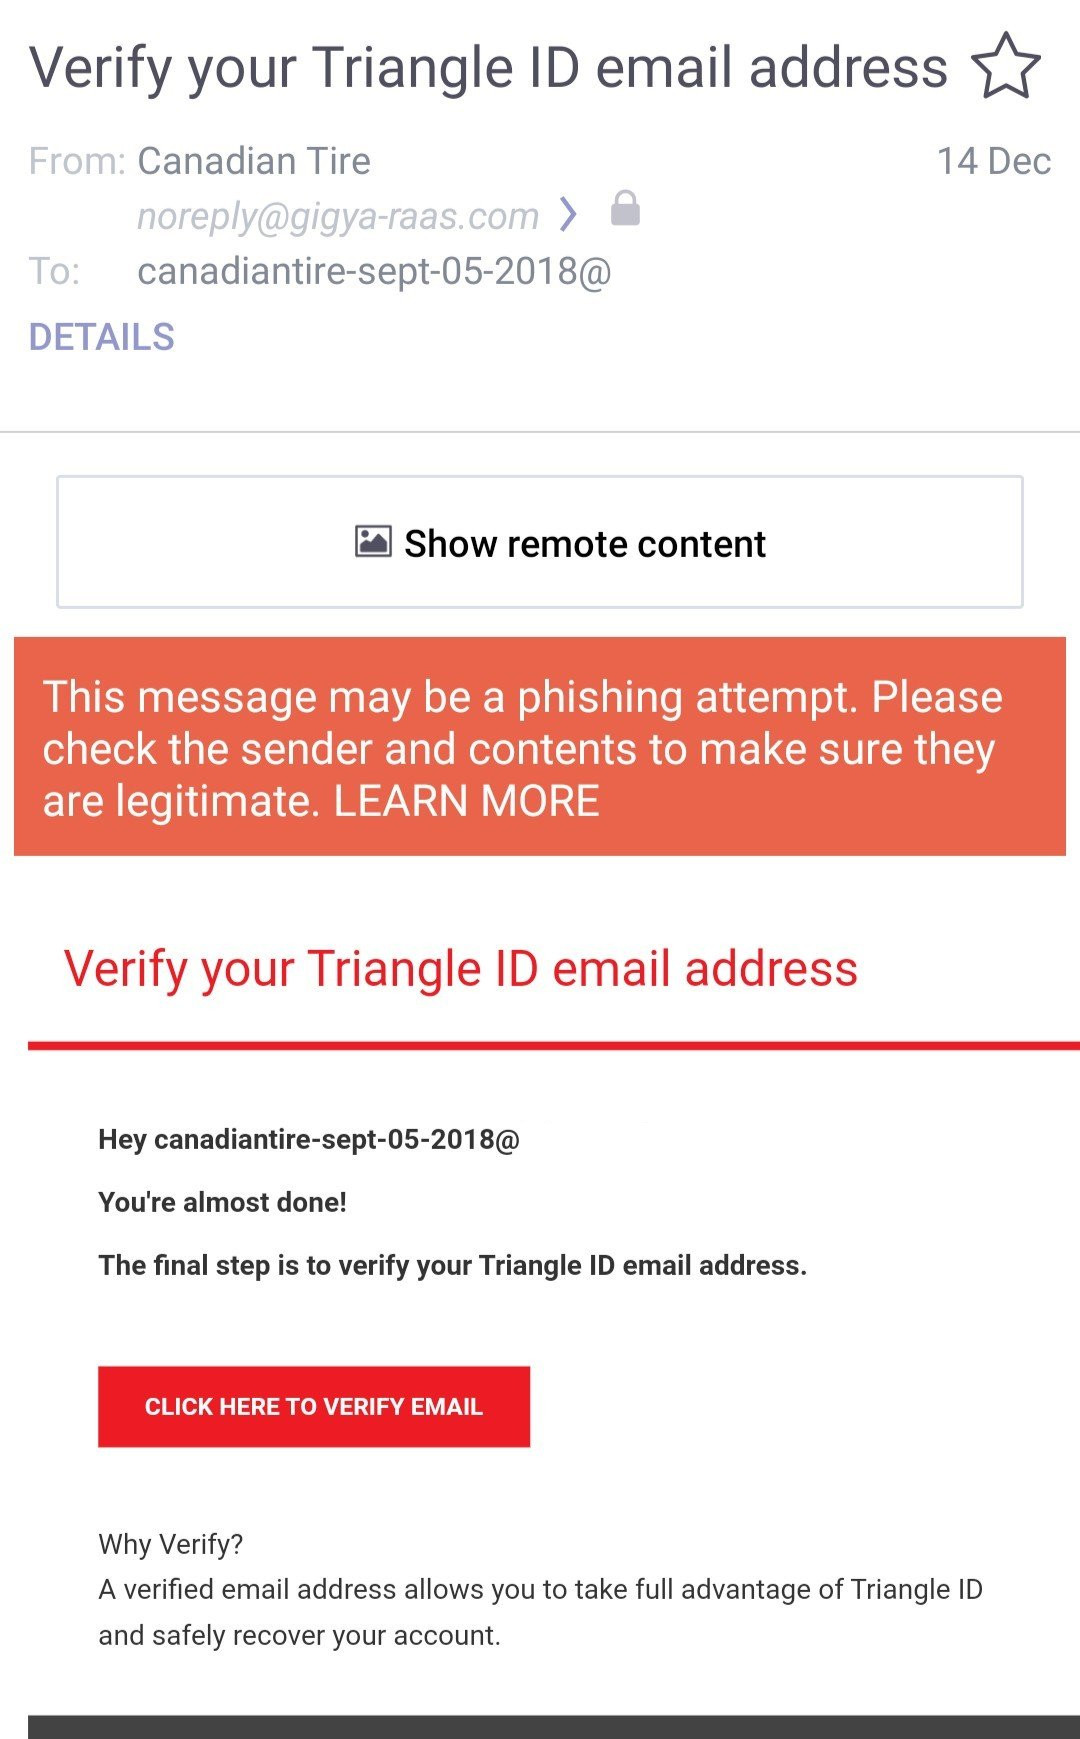 Verify your Triangle ID email address
From: Canadian Tire 14 Dec
noreply@gigya-raas.com
To: canadiantire-sept-05-2018@
DETAILS
Show remote content
This message may be a phishing attempt. Please
check the sender and contents to make sure they
are legitimate. LEARN MORE
Verify your Triangle ID email address
Hey canadiantire-sept-05-2018@
You're almost done!
The final step is to verify your Triangle ID email address.
CLICK HERE TO VERIFY EMAIL
Why Verify?
A verified email address allows you to take full advantage of Triangle ID
and safely recover your account.